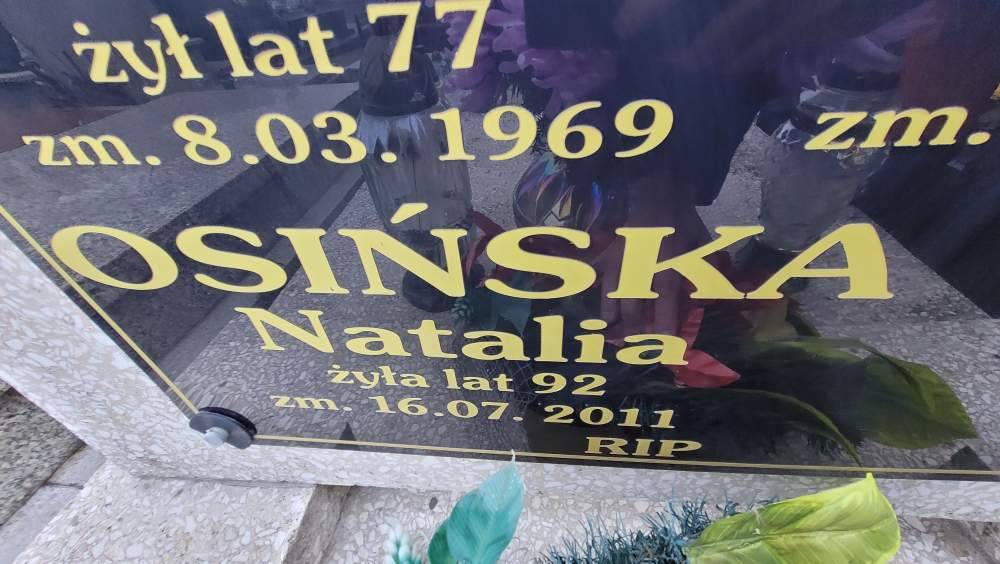 żył lat 77
zm. 8.03. 1969 zm.
OSIŃSKA
Natalia
żyła lat 92
zm. 16.07. 2011
RIP